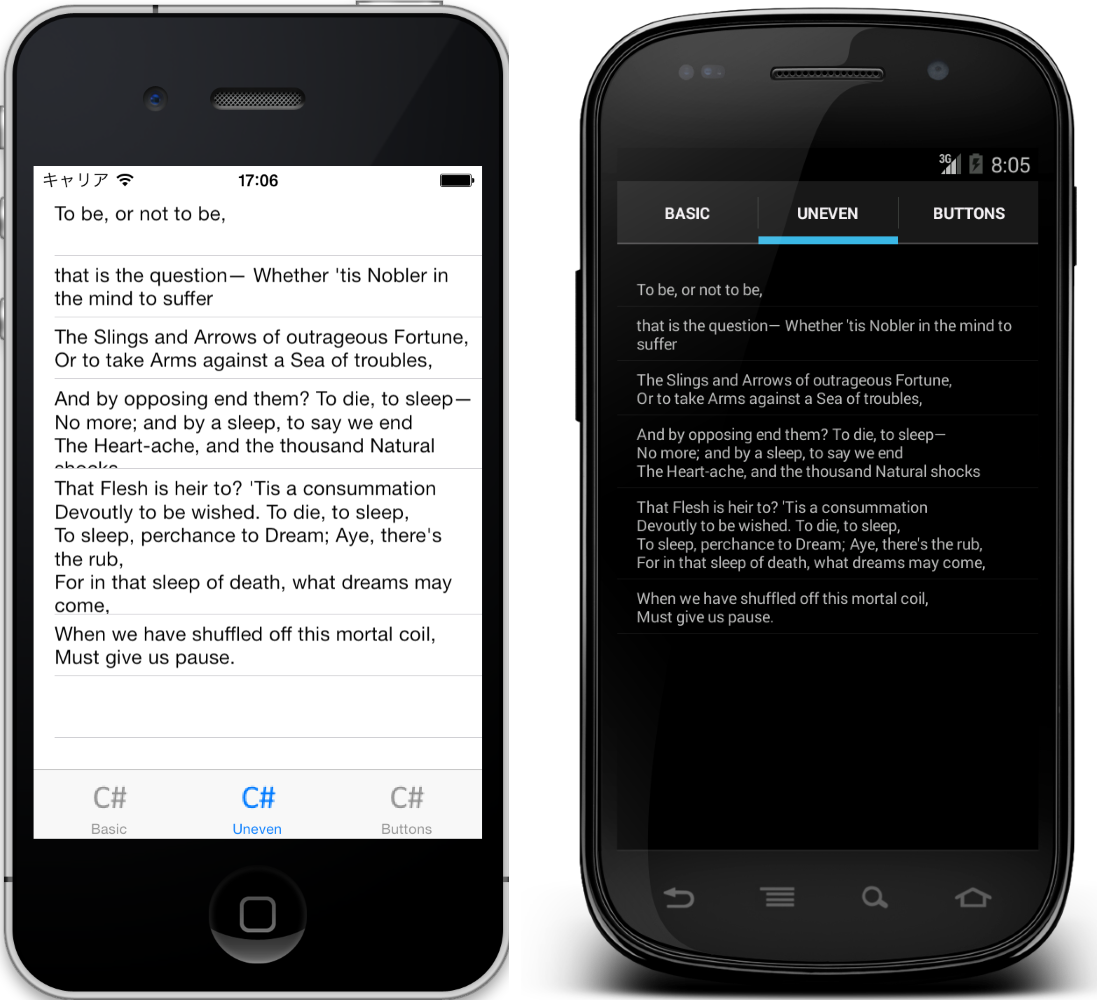 キャリア 17:06
To be, or not to be,
that is the question— Whether 'tis Nobler in
the mind to suffer
The Slings and Arrows of outrageous Fortune,
Or to take Arms against a Sea of troubles,
And by opposing end them? To die, to sleep—
No more; and by a sleep, to say we end
The Heart-ache, and the thousand Natural
shocks
That Flesh is heir to? 'Tis a consummation
Devoutly to be wished. To die, to sleep,
To sleep, perchance to Dream; Aye, there's
the rub,
For in that sleep of death, what dreams may
come,
When we have shuffled off this mortal coil,
Must give us pause.
C# C# C#
Basic Uneven Buttons
3G 8:05
BASIC UNEVEN BUTTONS
To be, or not to be,
that is the question— Whether 'tis Nobler in the mind to
suffer
The Slings and Arrows of outrageous Fortune,
Or to take Arms against a Sea of troubles,
And by opposing end them? To die, to sleep—
No more; and by a sleep, to say we end
The Heart-ache, and the thousand Natural shocks
That Flesh is heir to? 'Tis a consummation
Devoutly to be wished. To die, to sleep,
To sleep, perchance to Dream; Aye, there's the rub,
For in that sleep of death, what dreams may come,
When we have shuffled off this mortal coil,
Must give us pause.